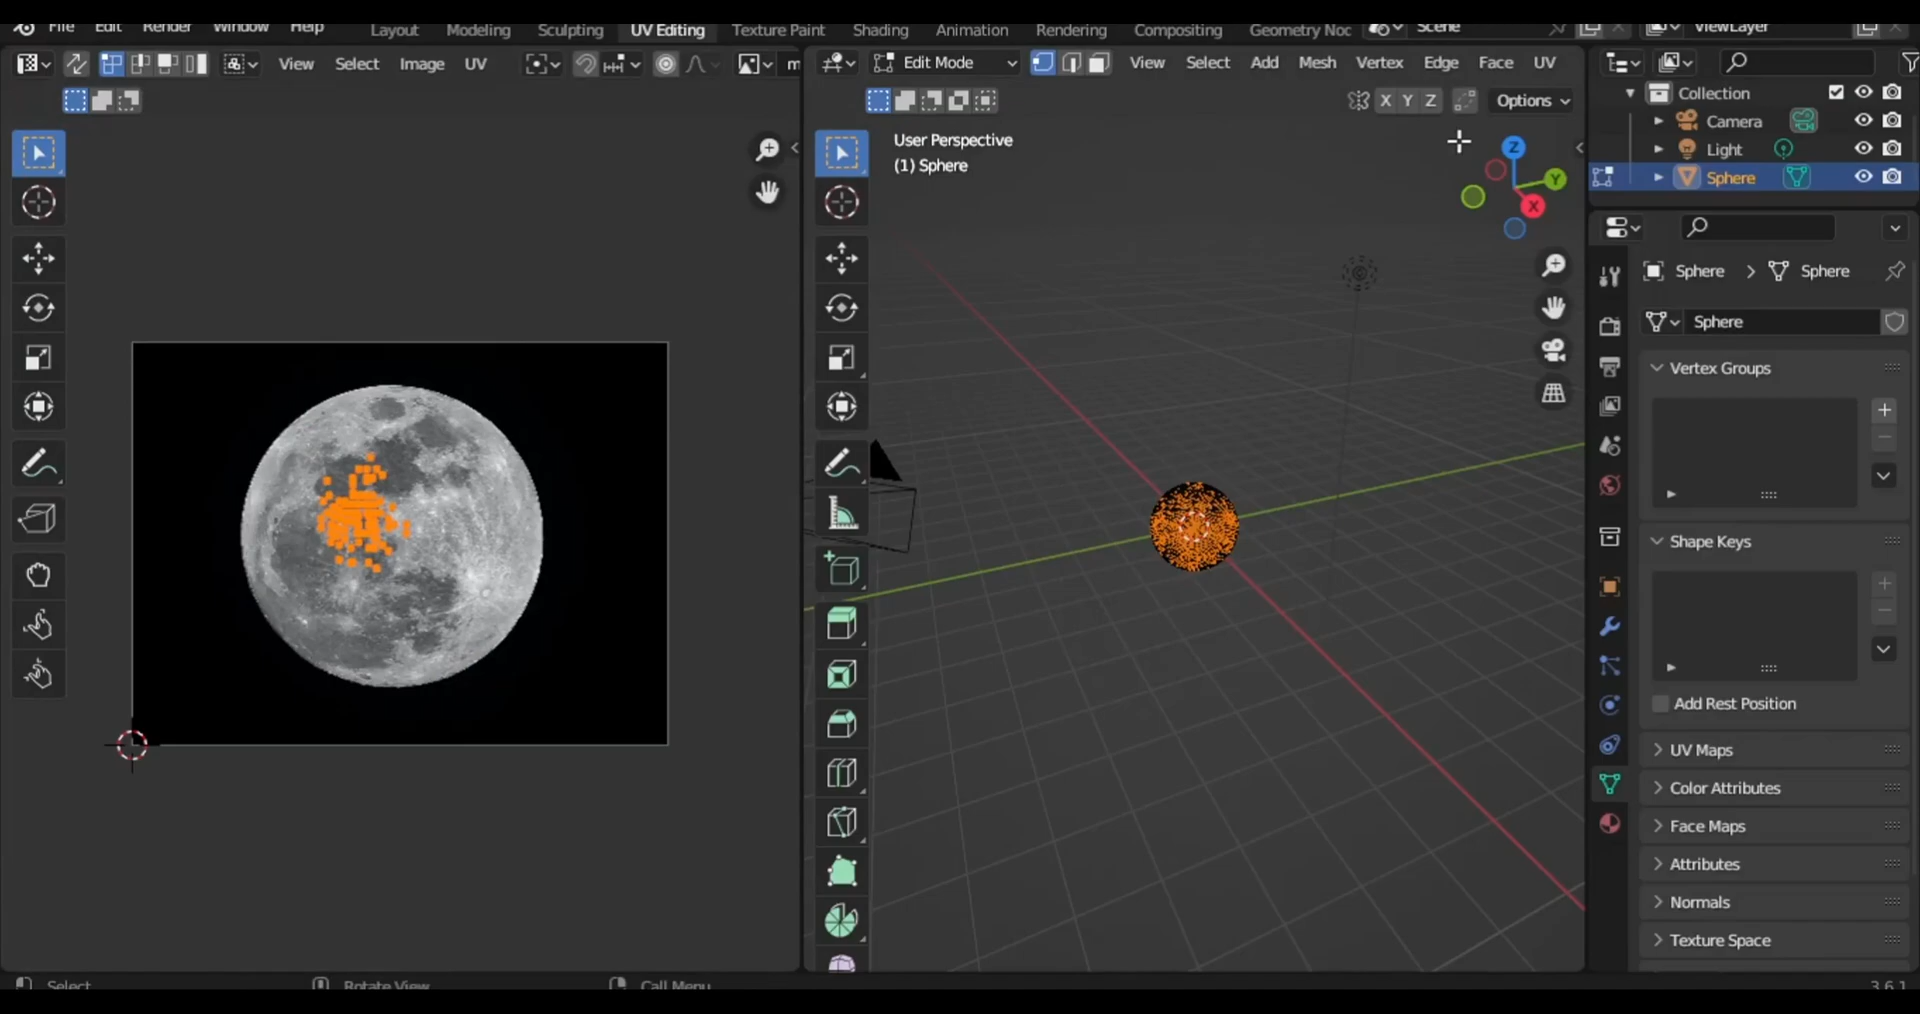 File Edit Render Window Help Layout Modeling Sculpting UV Editing Texture Paint Shading Animation Rendering Compositing Geometry Noc Scene ViewLayer
View Select Image UV m
Edit Mode View Select Add Mesh Vertex Edge Face UV
X Y Z Options
User Perspective
(1) Sphere
Z
Y
X
Collection
Camera
Light
Sphere
Sphere > Sphere
Sphere
Vertex Groups
Shape Keys
Add Rest Position
UV Maps
Color Attributes
Face Maps
Attributes
Normals
Texture Space
Select Rotate View Call Menu 3.6.1